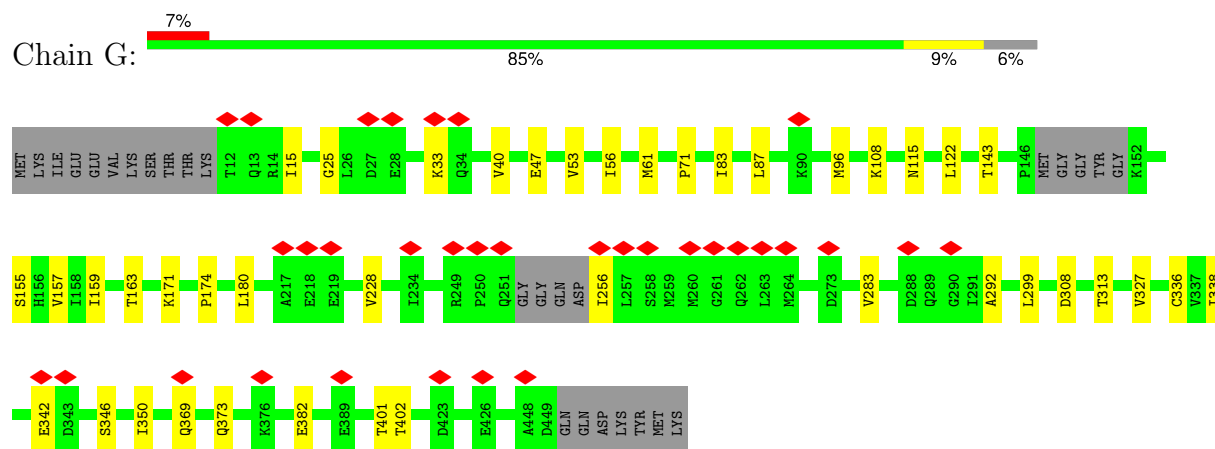 7%
Chain G:
85% 9% 6%
MET LYS ILE GLU GLU VAL LYS SER THR THR LYS T12 Q13 R14 I15 G25 L26 D27 E28 K33 Q34 V40 E47 V53 I56 M61 P71 I83 L87 K90 M96 K108 N115 L122 T143 P146 MET GLY GLY TYR GLY K152
S155 H156 V157 I158 I159 T163 K171 P174 L180 A217 E218 E219 V228 I234 R249 P250 Q251 GLY GLY GLN ASP I256 L257 S258 M259 M260 G261 Q262 L263 M264 D273 V283 D288 Q289 G290 I291 A292 L299 D308 T313 V327 C336 V337 I338
E342 D343 S346 I350 Q369 Q373 K376 E382 E389 T401 T402 D423 E426 A448 D449 GLN GLN ASP LYS TYR MET LYS